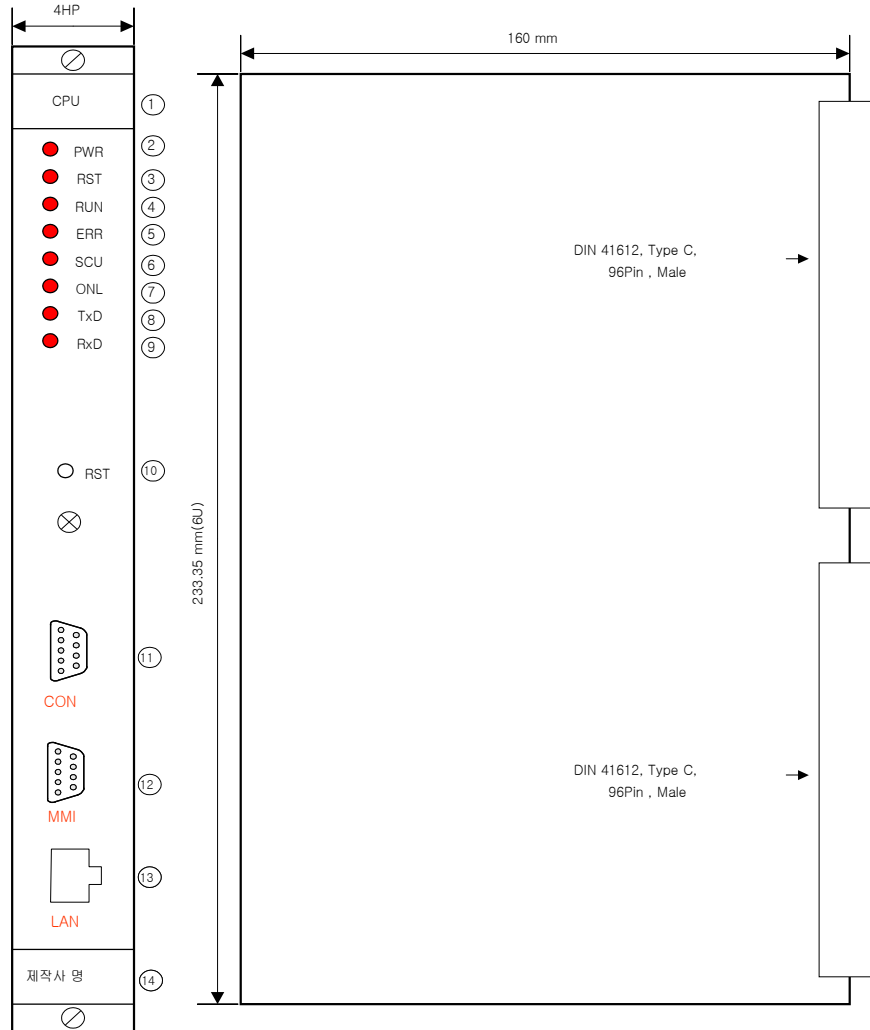 4HP
160 mm
CPU
1
PWR
2
RST
3
RUN
4
ERR
5
SCU
6
ONL
7
TxD
8
RxD
9
DIN 41612, Type C,
96Pin , Male
RST
10
233.35 mm(6U)
11
CON
DIN 41612, Type C,
96Pin , Male
12
MMI
13
LAN
제작사 명
14